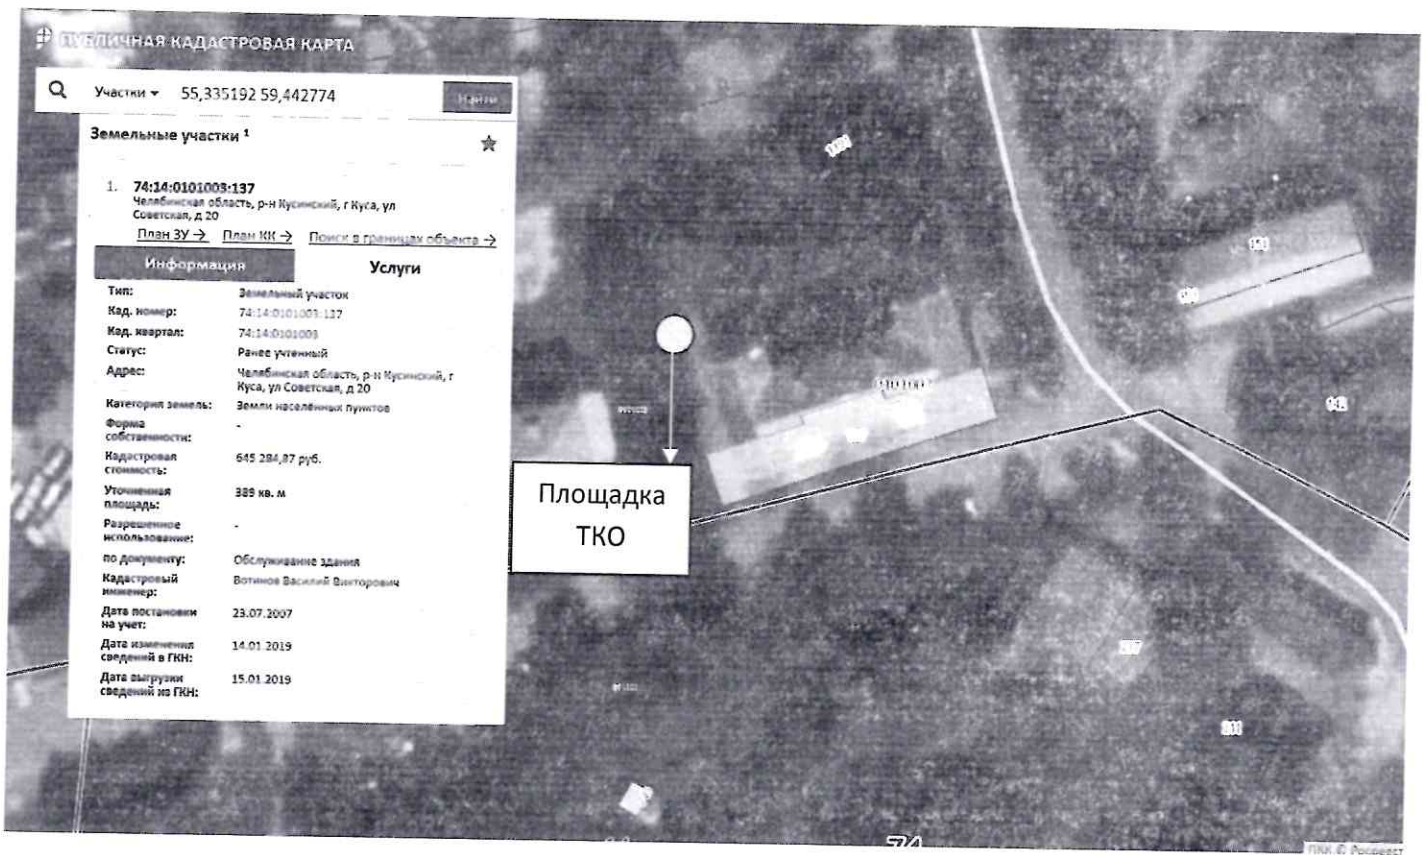 ПУБЛИЧНАЯ КАДАСТРОВАЯ КАРТА
Участки 55,335192 59,442774 Найти
Земельные участки 1
1. 74:14:0101003:137
Челябинская область, р-н Кусинский, г Куса, ул
Советская, д 20
План ЗУ → План КК → Поиск в границах объекта →
Информация Услуги
Тип: Земельный участок
Кад. номер: 74:14:0101003:137
Кад. квартал: 74:14:0101003
Статус: Ранее учтенный
Адрес: Челябинская область, р-н Кусинский, г
Куса, ул Советская, д 20
Категория земель: Земли населённых пунктов
Форма
собственности: -
Кадастровая
стоимость: 645 284,87 руб.
Уточненная
площадь: 389 кв. м
Разрешенное
использование: -
по документу: Обслуживание здания
Кадастровый
инженер: Вотинов Василий Викторович
Дата постановки
на учет: 23.07.2007
Дата изменения
сведений в ГКН: 14.01.2019
Дата выгрузки
сведений из ГКН: 15.01.2019
Площадка
ТКО
142
74
ПКК © Росреестр